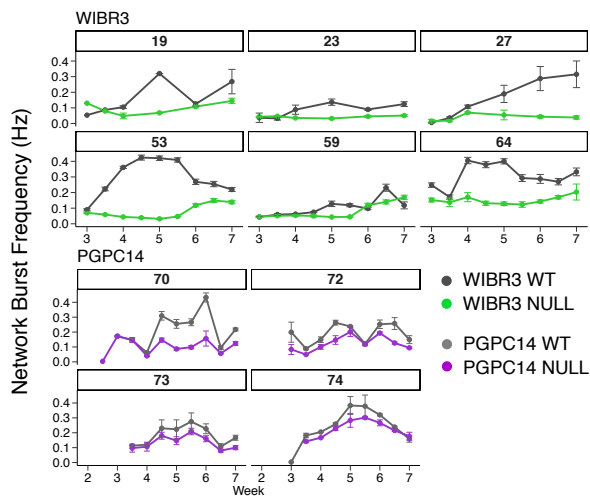 WIBR3
19 23 27
0.4
0.3
0.2
0.1
0.0
53 59 64
0.4
0.3
0.2
0.1
0.0
3 4 5 6 7 3 4 5 6 7 3 4 5 6 7
Network Burst Frequency (Hz)
PGPC14
70 72
0.4
0.3
0.2
0.1
0.0
73 74
0.4
0.3
0.2
0.1
0.0
2 3 4 5 6 7 2 3 4 5 6 7
Week
WIBR3 WT
WIBR3 NULL
PGPC14 WT
PGPC14 NULL